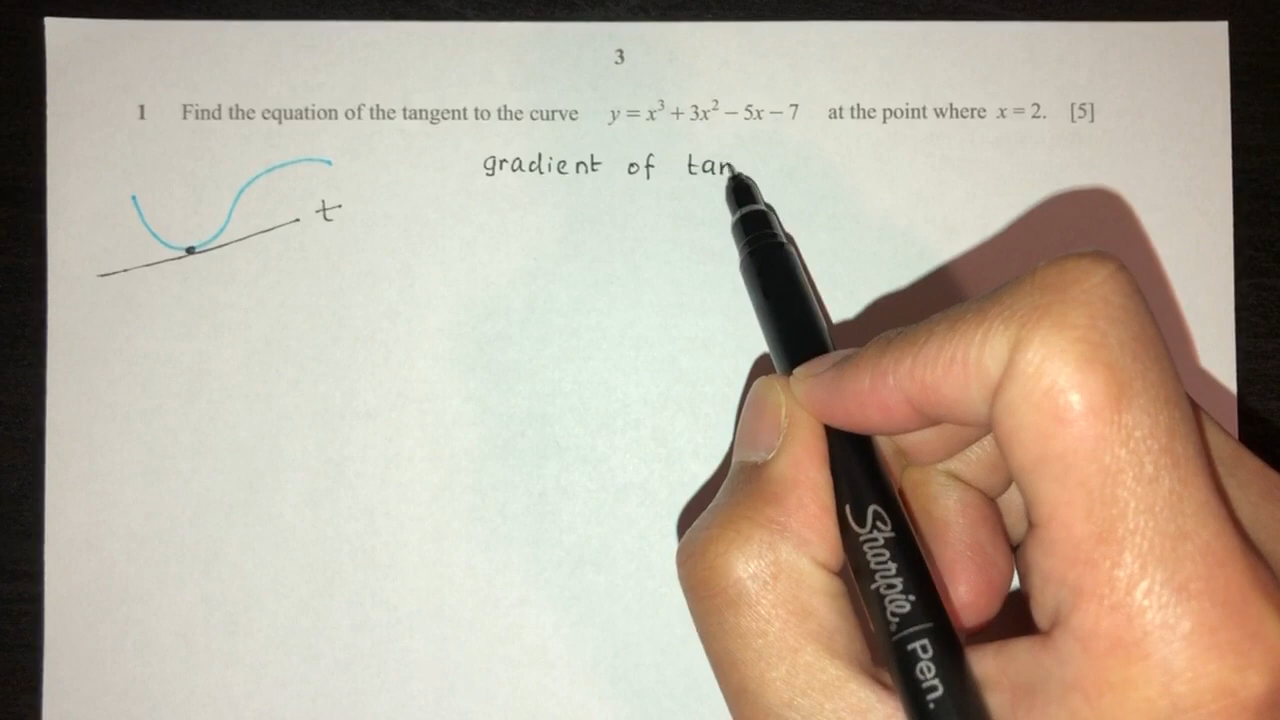 3
1 Find the equation of the tangent to the curve y = x³ + 3x² − 5x − 7 at the point where x = 2. [5]
gradient of tan
t
Sharpie. | Pen.